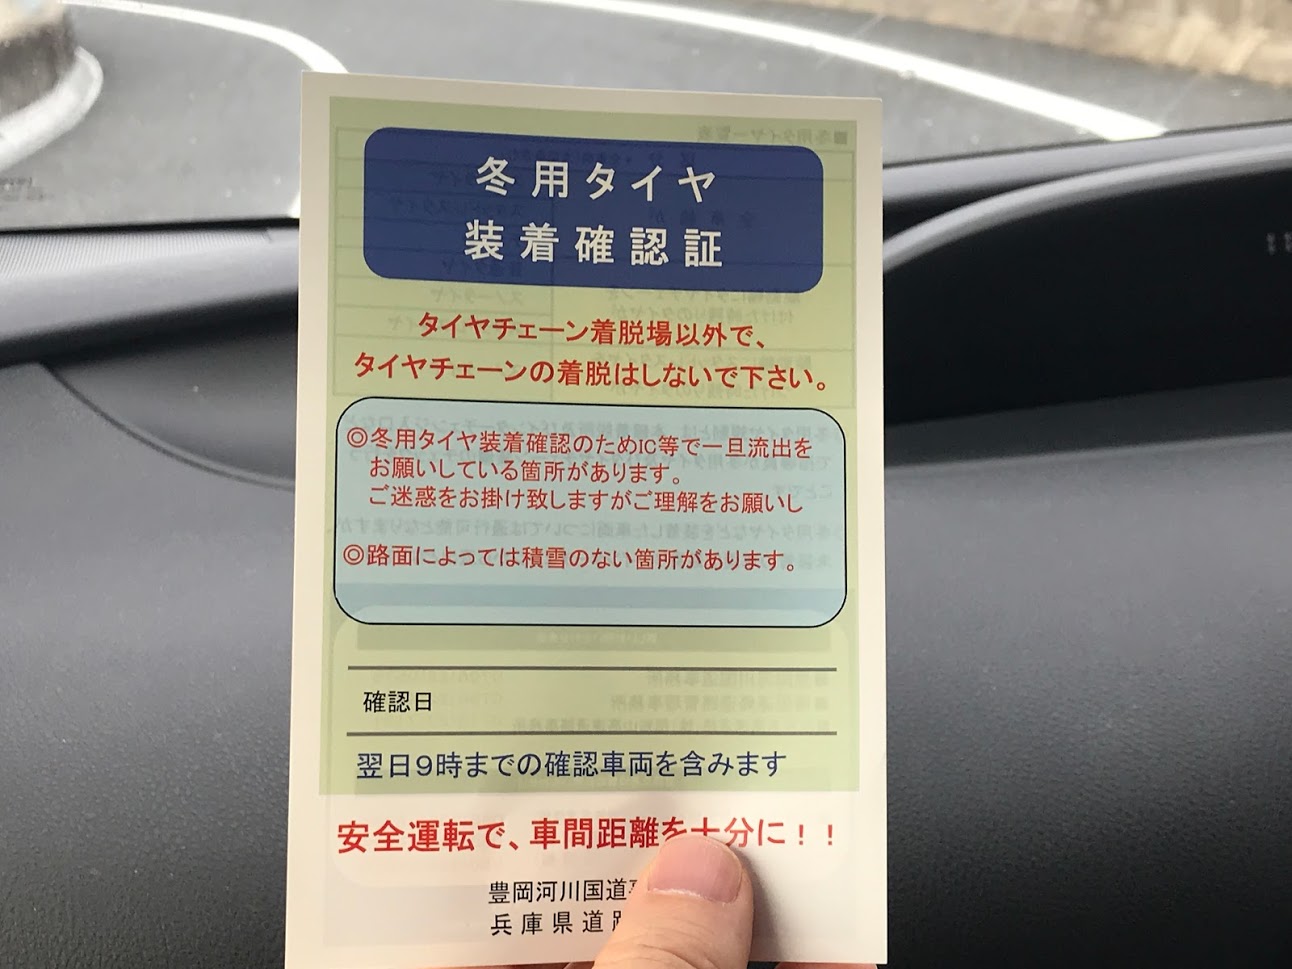 冬用タイヤ
装着確認証
タイヤチェーン着脱場以外で、
タイヤチェーンの着脱はしないで下さい。
◎冬用タイヤ装着確認のためIC等で一旦流出を
お願いしている箇所があります。
ご迷惑をお掛け致しますがご理解をお願いし
◎路面によっては積雪のない箇所があります。
確認日
翌日9時までの確認車両を含みます
安全運転で、車間距離を十分に！！
豊岡河川国道
兵庫県道